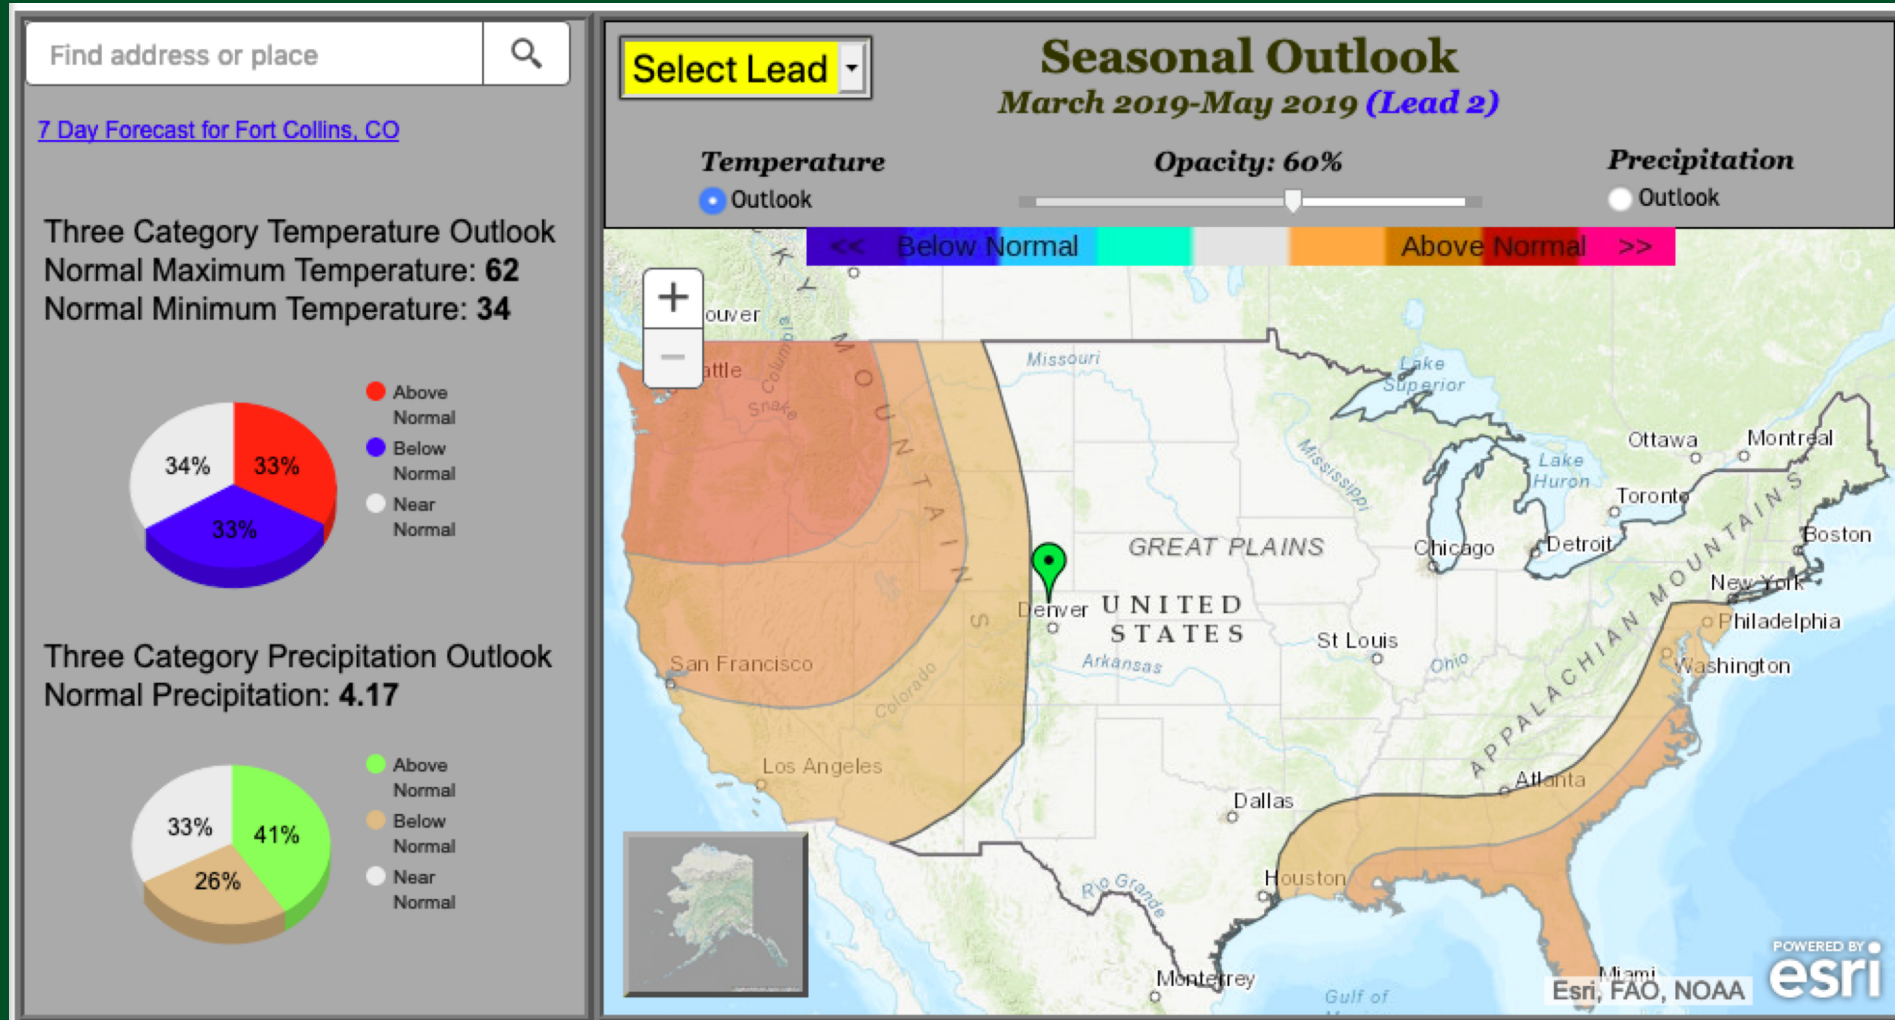 Find address or place
7 Day Forecast for Fort Collins, CO
Three Category Temperature Outlook
Normal Maximum Temperature: 62
Normal Minimum Temperature: 34
34%
33%
33%
Above
Normal
Below
Normal
Near
Normal
Three Category Precipitation Outlook
Normal Precipitation: 4.17
33%
41%
26%
Above
Normal
Below
Normal
Near
Normal
Select Lead
Seasonal Outlook
March 2019-May 2019 (Lead 2)
Temperature
Outlook
Opacity: 60%
Precipitation
Outlook
<< Below Normal Above Normal >>
+
−
K Y
ouver
attle
Columb
Snake
M O U N T A I N S
Missouri
Lake
Superior
Mississippi
Ottawa
Montreal
Lake
Huron
Toronto
Boston
GREAT PLAINS
Chicago
Detroit
New York
Denver
UNITED
STATES
Philadelphia
St Louis
Ohio
Washington
San Francisco
Colorado
Arkansas
APPALACHIAN MOUNTAINS
Los Angeles
Atlanta
Dallas
Houston
Rio Grande
Monterrey
Miami
Gulf of
Esri, FAO, NOAA
POWERED BY
esri